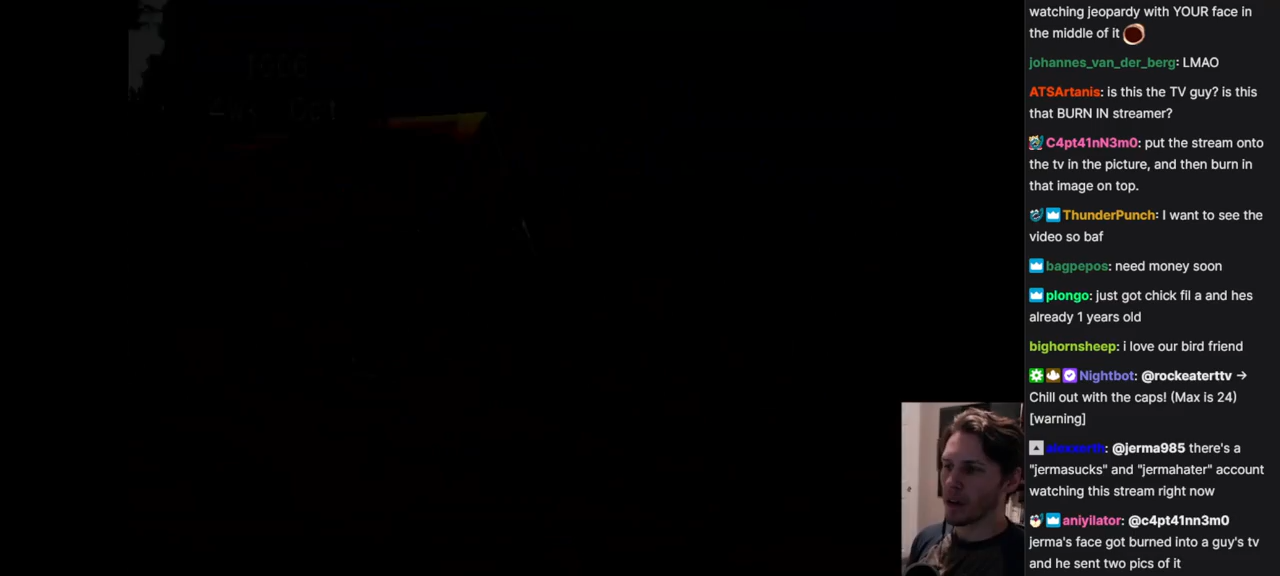 watching jeopardy with YOUR face in
the middle of it
johannes_van_der_berg: LMAO
ATSArtanis: is this the TV guy? is this
that BURN IN streamer?
C4pt41nN3m0: put the stream onto
the tv in the picture, and then burn in
that image on top.
ThunderPunch: I want to see the
video so baf
bagpepos: need money soon
plongo: just got chick fil a and hes
already 1 years old
bighornsheep: i love our bird friend
Nightbot: @rockeaterttv →
Chill out with the caps! (Max is 24)
[warning]
: @jerma985 there's a
"jermasucks" and "jermahater" account
watching this stream right now
aniyilator: @c4pt41nn3m0
jerma's face got burned into a guy's tv
and he sent two pics of it